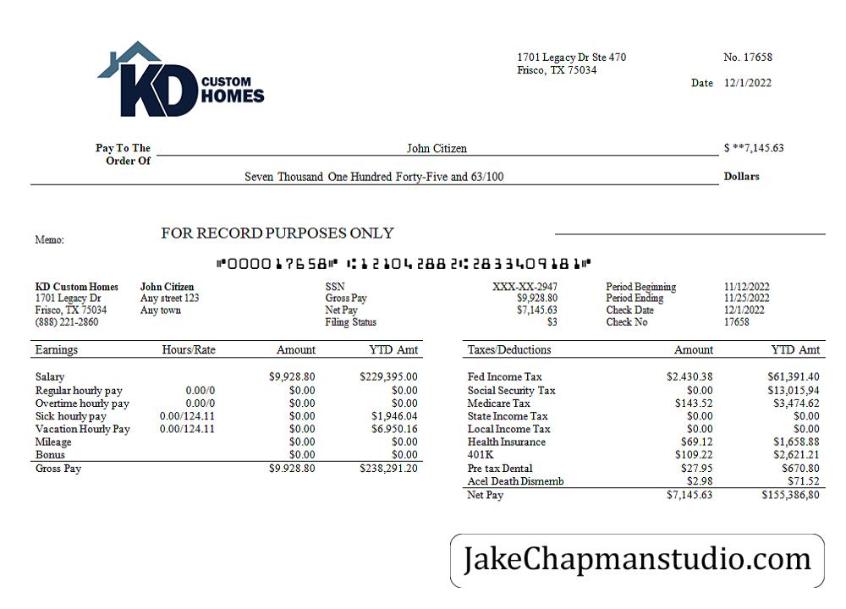 KD CUSTOM HOMES
1701 Legacy Dr Ste 470 No. 17658
Frisco, TX 75034
Date 12/1/2022
Pay To The Order Of John Citizen $ **7,145.63
Seven Thousand One Hundred Forty-Five and 63/100 Dollars
Memo: FOR RECORD PURPOSES ONLY
⑈000017658⑈ ⑆121042882⑆2833409181⑈
KD Custom Homes John Citizen SSN XXX-XX-2947 Period Beginning 11/12/2022
1701 Legacy Dr Any street 123 Gross Pay $9,928.80 Period Ending 11/25/2022
Frisco, TX 75034 Any town Net Pay $7,145.63 Check Date 12/1/2022
(888) 221-2860 Filing Status $3 Check No 17658
Earnings Hours/Rate Amount YTD Amt Taxes/Deductions Amount YTD Amt
Salary $9,928.80 $229,395.00 Fed Income Tax $2.430.38 $61,391.40
Regular hourly pay 0.00/0 $0.00 $0.00 Social Security Tax $0.00 $13,015,94
Overtime hourly pay 0.00/0 $0.00 $0.00 Medicare Tax $143.52 $3,474.62
Sick hourly pay 0.00/124.11 $0.00 $1,946.04 State Income Tax $0.00 $0.00
Vacation Hourly Pay 0.00/124.11 $0.00 $6.950.16 Local Income Tax $0.00 $0.00
Mileage $0.00 $0.00 Health Insurance $69.12 $1,658.88
Bonus $0.00 $0.00 401K $109.22 $2,621.21
Gross Pay $9.928.80 $238,291.20 Pre tax Dental $27.95 $670.80
Acel Death Dismemb $2.98 $71.52
Net Pay $7,145.63 $155,386,80
JakeChapmanstudio.com